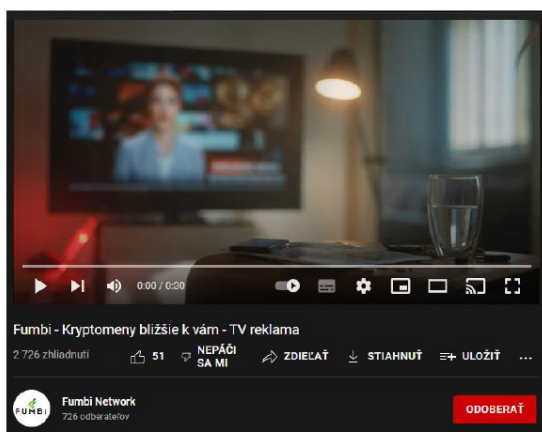 0:00 / 0:30
Fumbi - Kryptomeny bližšie k vám - TV reklama
2 726 zhliadnutí 51 NEPÁČI SA MI ZDIEĽAŤ STIAHNUŤ ULOŽIŤ ...
FUMBI
Fumbi Network
726 odberateľov
ODOBERAŤ